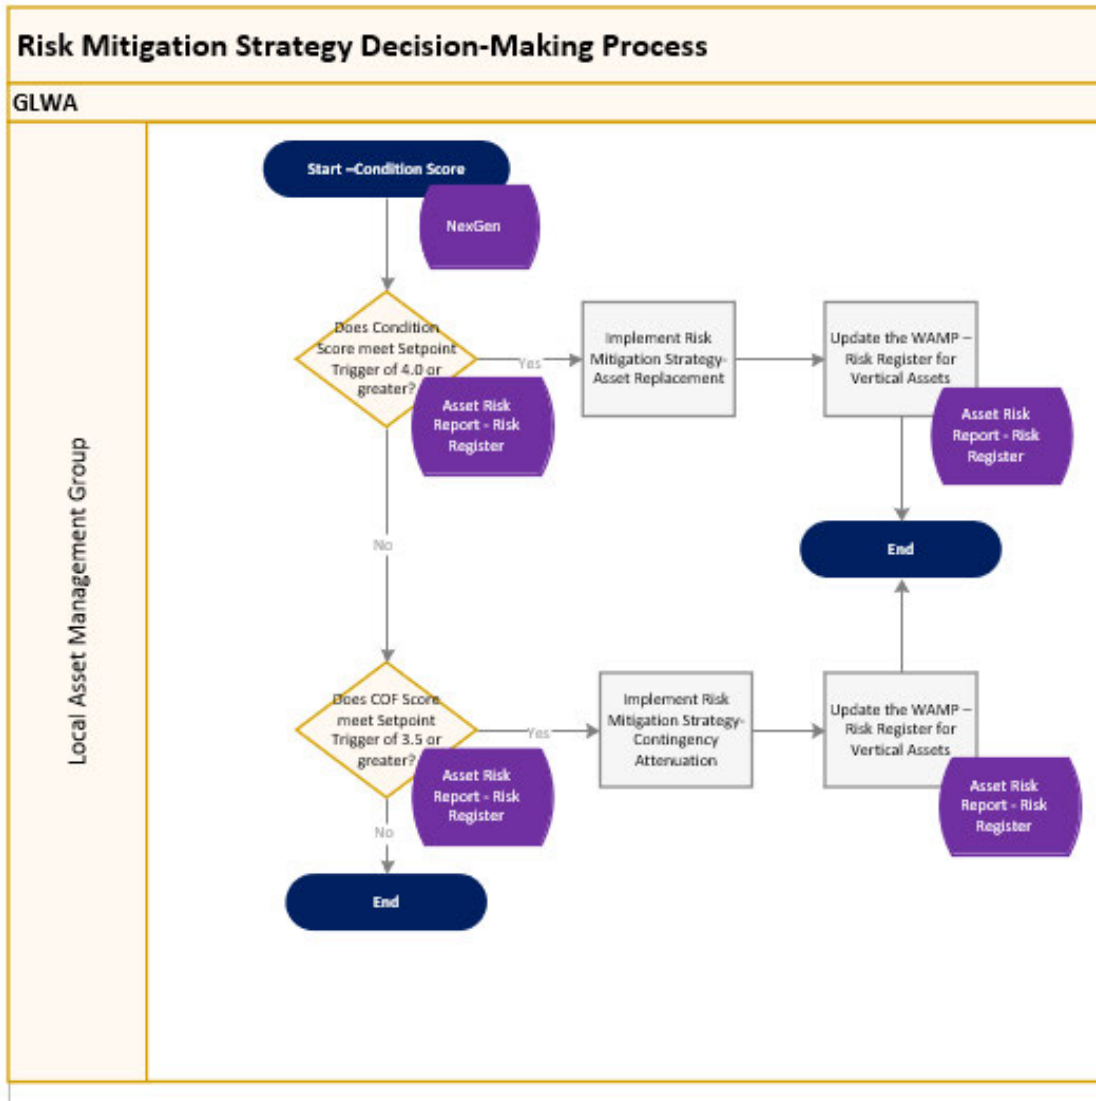 Risk Mitigation Strategy Decision-Making Process
GLWA
Local Asset Management Group
Start –Condition Score
NexGen
Does Condition
Score meet Setpoint
Trigger of 4.0 or
greater?
Asset Risk
Report - Risk
Register
Yes
Implement Risk
Mitigation Strategy-
Asset Replacement
Update the WAMP –
Risk Register for
Vertical Assets
Asset Risk
Report - Risk
Register
End
No
Does COF Score
meet Setpoint
Trigger of 3.5 or
greater?
Asset Risk
Report - Risk
Register
Yes
Implement Risk
Mitigation Strategy-
Contingency
Attenuation
Update the WAMP –
Risk Register for
Vertical Assets
Asset Risk
Report - Risk
Register
No
End